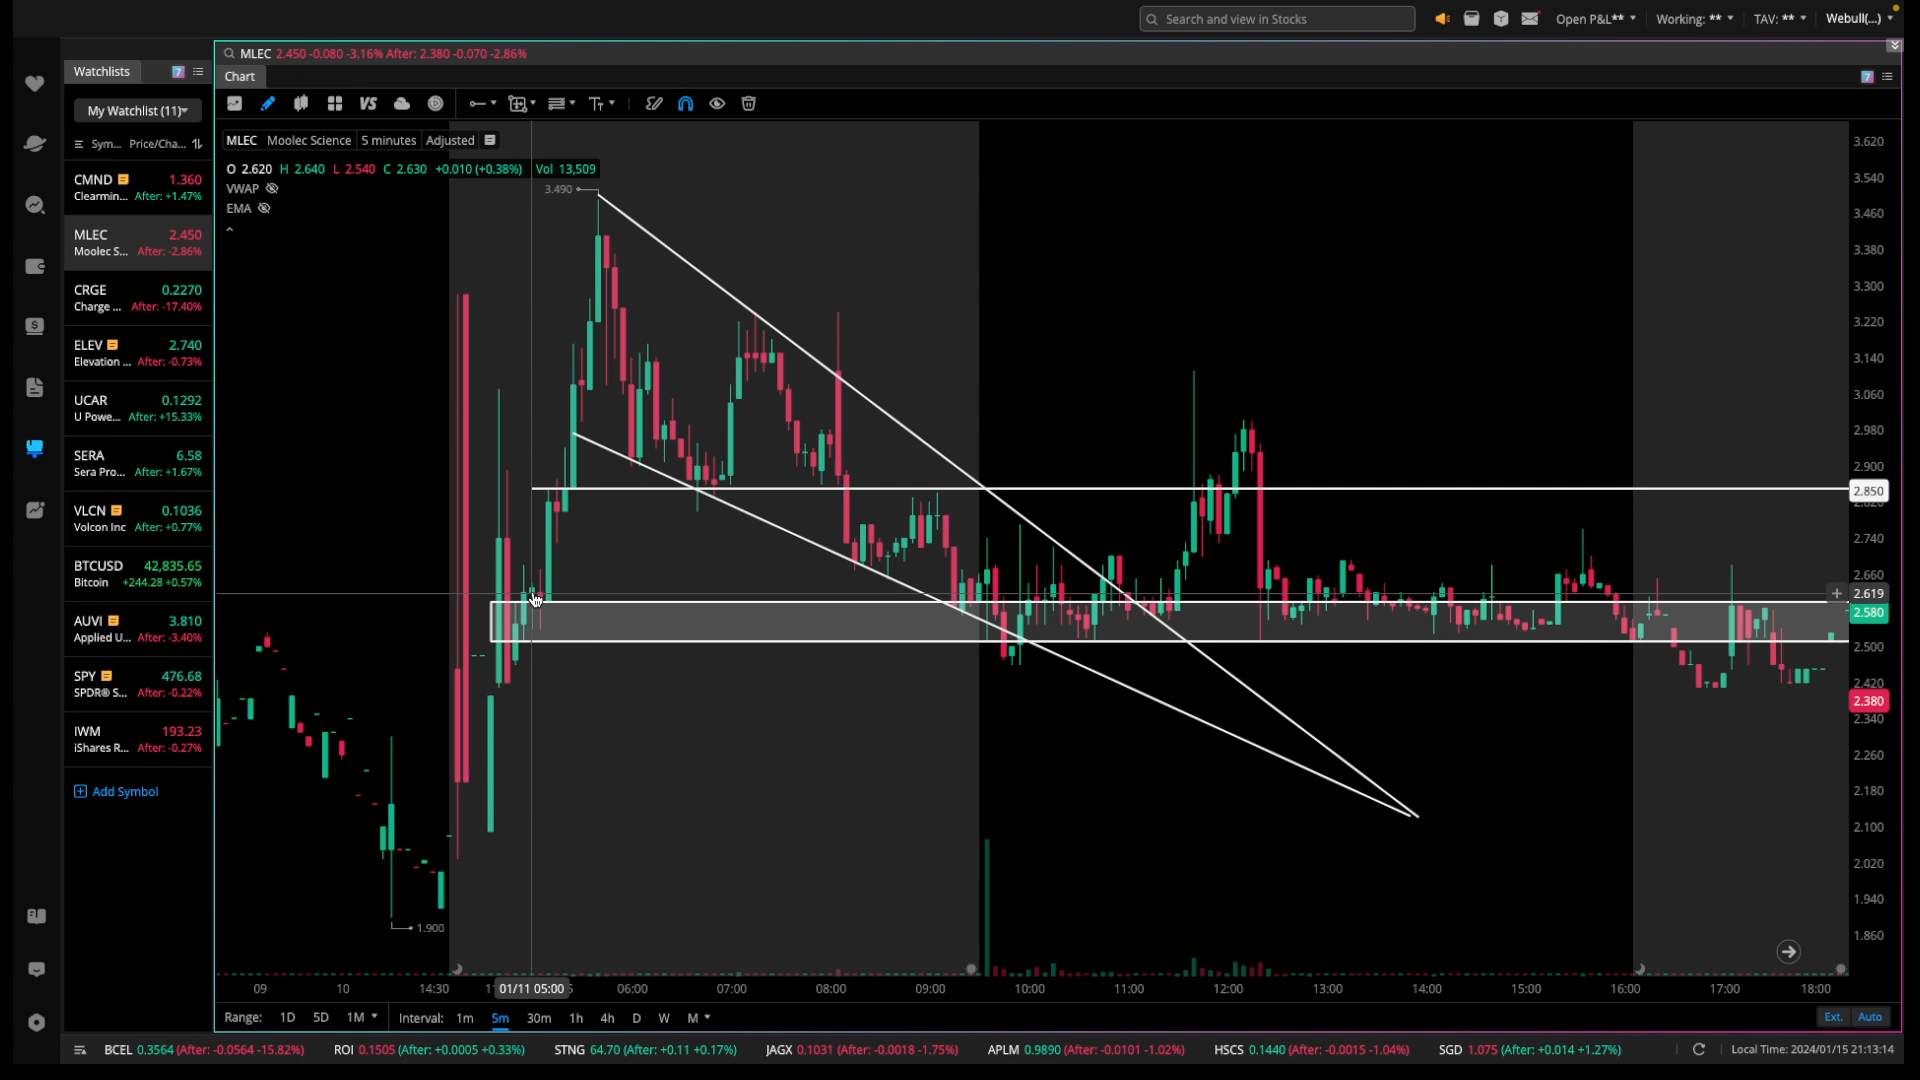 Search and view in Stocks
Open P&L**
Working: **
TAV: **
Webull(...)
Watchlists
7
MLEC 2.450 -0.080 -3.16% After: 2.380 -0.070 -2.86%
Chart
7
My Watchlist (11)
VS
Sym... Price/Cha...
MLEC Moolec Science 5 minutes Adjusted
O 2.620 H 2.640 L 2.540 C 2.630 +0.010 (+0.38%) Vol 13,509
VWAP
EMA
3.490
1.900
CMND 1.360
Clearmin... After: +1.47%
MLEC 2.450
Moolec S... After: -2.86%
CRGE 0.2270
Charge ... After: -17.40%
ELEV 2.740
Elevation ... After: -0.73%
UCAR 0.1292
U Powe... After: +15.33%
SERA 6.58
Sera Pro... After: +1.67%
VLCN 0.1036
Volcon Inc After: +0.77%
BTCUSD 42,835.65
Bitcoin +244.28 +0.57%
AUVI 3.810
Applied U... After: -3.40%
SPY 476.68
SPDR® S... After: -0.22%
IWM 193.23
iShares R... After: -0.27%
Add Symbol
3.620
3.540
3.460
3.380
3.300
3.220
3.140
3.060
2.980
2.900
2.850
2.740
2.660
2.619
2.580
2.500
2.420
2.380
2.340
2.260
2.180
2.100
2.020
1.940
1.860
09 10 14:30 01/11 05:00 06:00 07:00 08:00 09:00 10:00 11:00 12:00 13:00 14:00 15:00 16:00 17:00 18:00
Range: 1D 5D 1M Interval: 1m 5m 30m 1h 4h D W M
Ext. Auto
BCEL 0.3564 (After: -0.0564 -15.82%) ROI 0.1505 (After: +0.0005 +0.33%) STNG 64.70 (After: +0.11 +0.17%) JAGX 0.1031 (After: -0.0018 -1.75%) APLM 0.9890 (After: -0.0101 -1.02%) HSCS 0.1440 (After: -0.0015 -1.04%) SGD 1.075 (After: +0.014 +1.27%)
Local Time: 2024/01/15 21:13:14